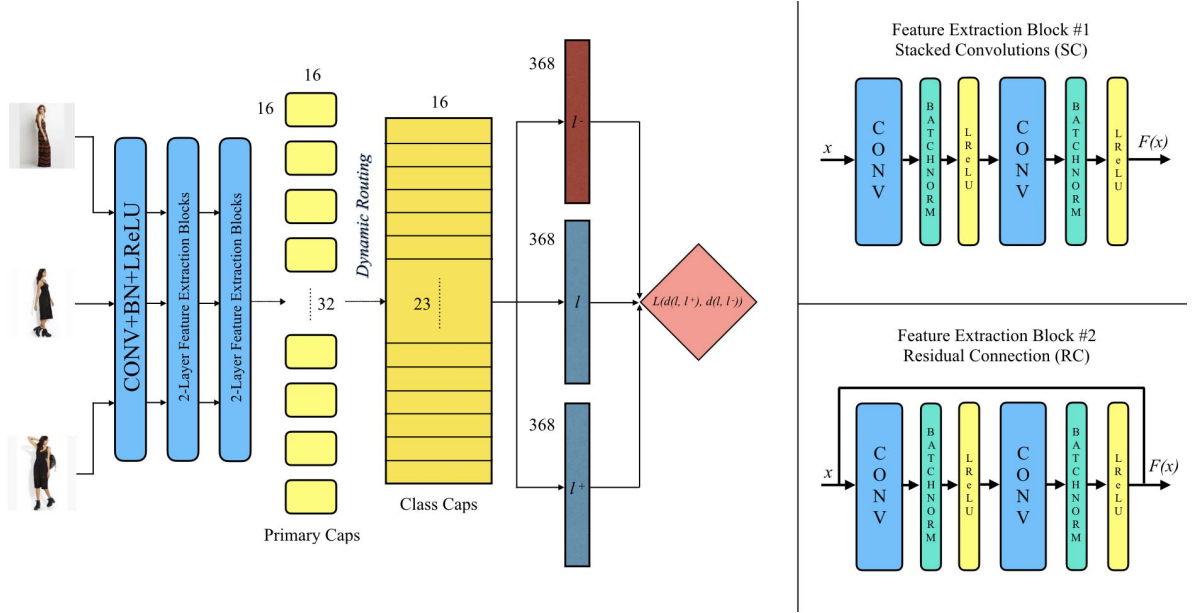 CONV+BN+LReLU
2-Layer Feature Extraction Blocks
2-Layer Feature Extraction Blocks
16
16
32
Primary Caps
Dynamic Routing
16
23
Class Caps
368
l-
368
l
368
l+
L(d(l, l+), d(l, l-))
Feature Extraction Block #1
Stacked Convolutions (SC)
x
CONV
BATCHNORM
LReLU
CONV
BATCHNORM
LReLU
F(x)
Feature Extraction Block #2
Residual Connection (RC)
x
CONV
BATCHNORM
LReLU
CONV
BATCHNORM
LReLU
F(x)